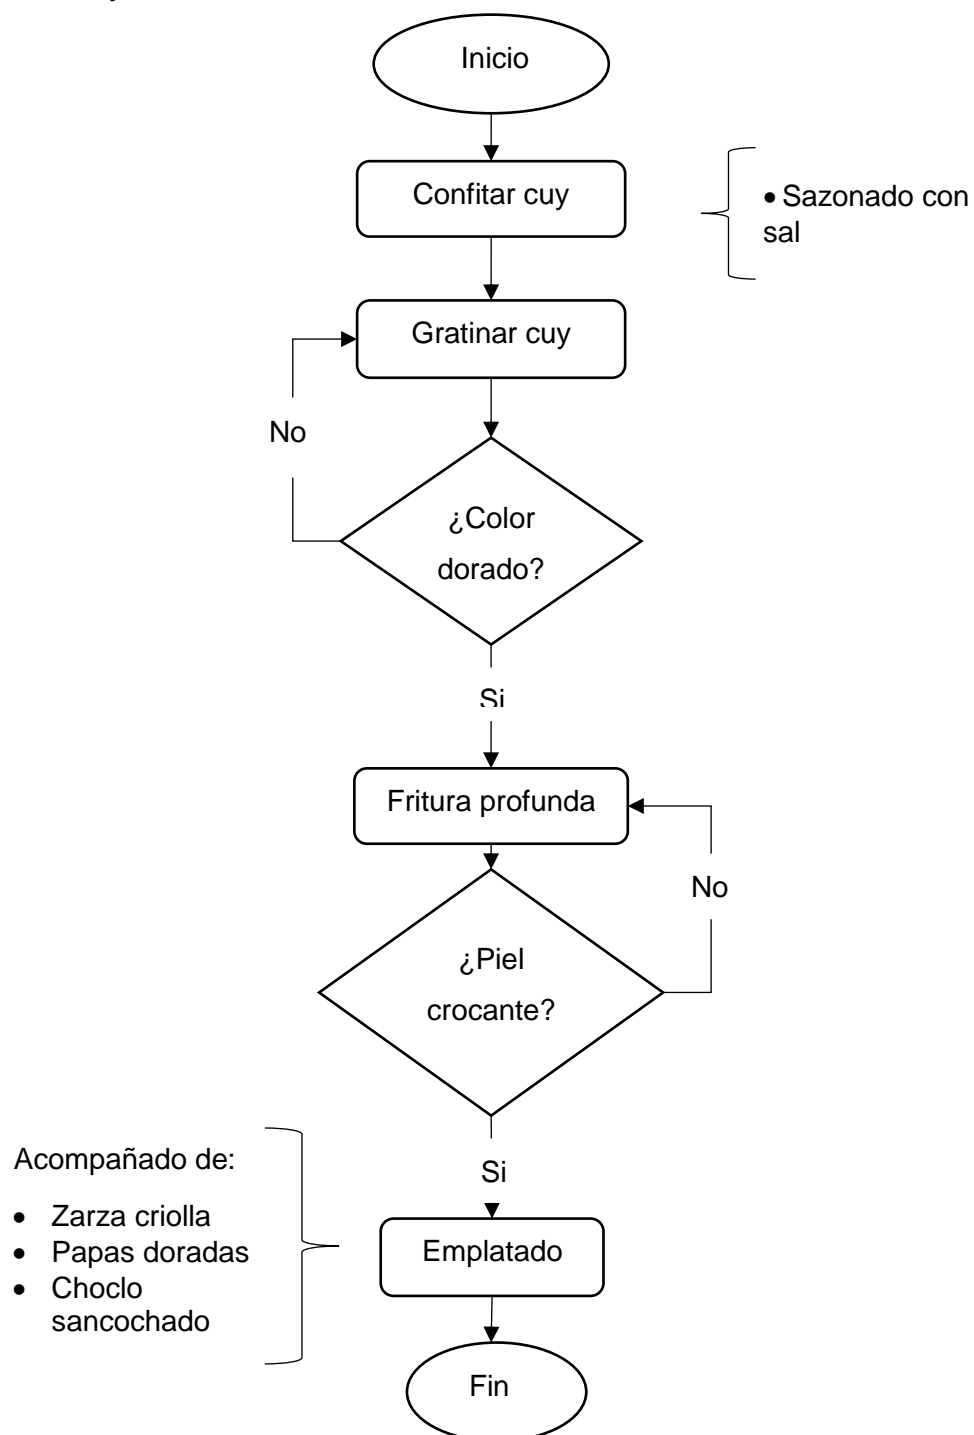 Inicio
Confitar cuy
• Sazonado con
sal
Gratinar cuy
No
¿Color
dorado?
Si
Fritura profunda
No
¿Piel
crocante?
Si
Acompañado de:
• Zarza criolla
• Papas doradas
• Choclo
sancochado
Emplatado
Fin